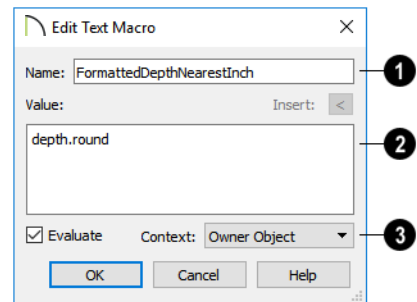 Edit Text Macro
Name: FormattedDepthNearestInch 1
Value: Insert: <
depth.round 2
Evaluate Context: Owner Object 3
OK Cancel Help